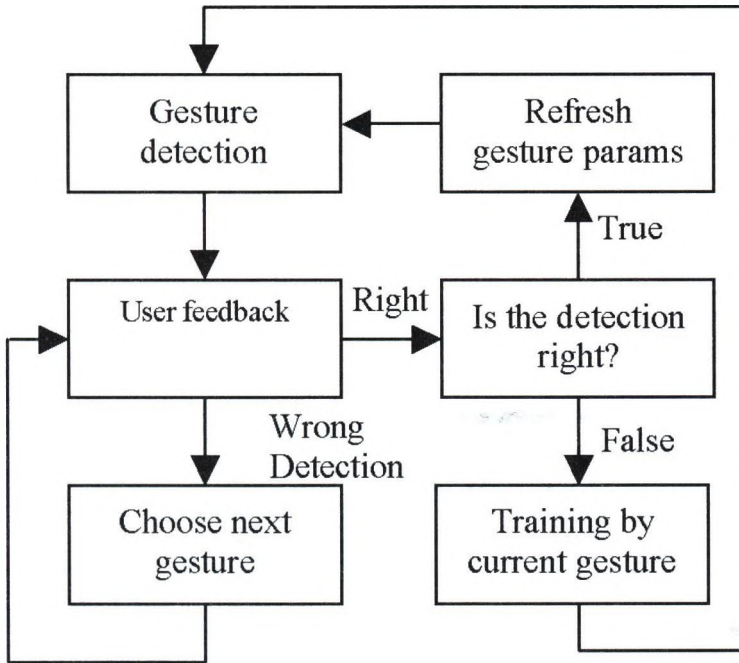 Gesture
detection
Refresh
gesture params
True
User feedback
Right
Is the detection
right?
Wrong
Detection
False
Choose next
gesture
Training by
current gesture